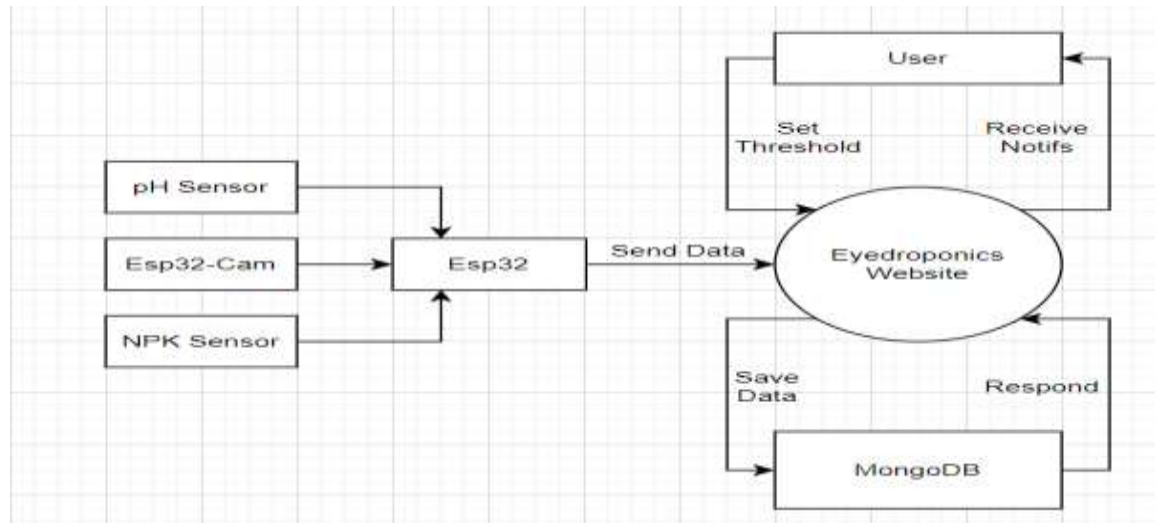 User
Set
Threshold
Receive
Notifs
pH Sensor
Esp32-Cam
NPK Sensor
Esp32
Send Data
Eyedroponics
Website
Save
Data
Respond
MongoDB